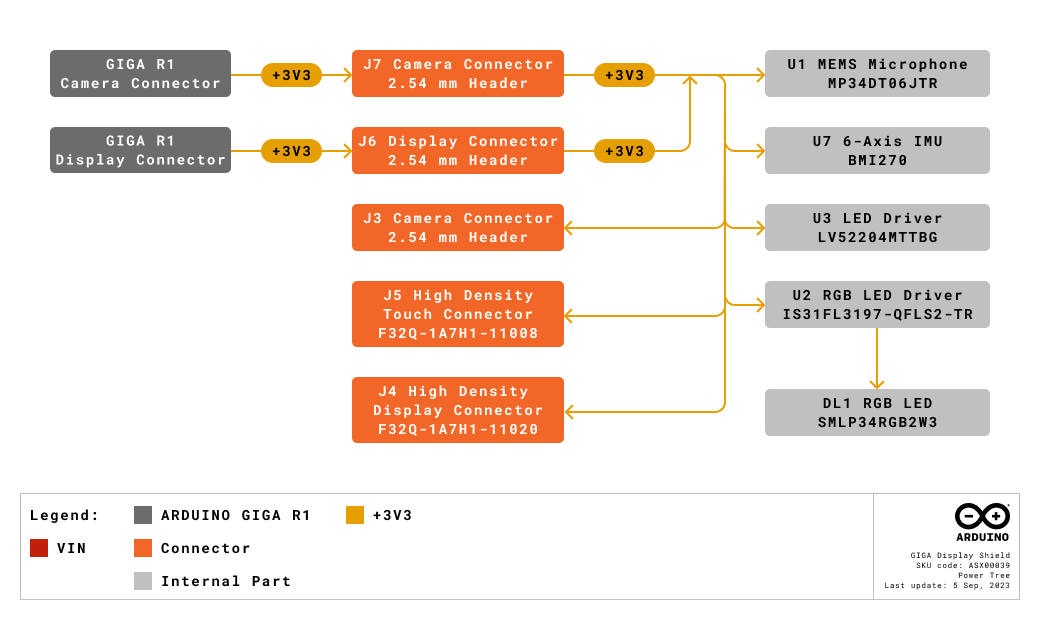 GIGA R1
Camera Connector
+3V3
J7 Camera Connector
2.54 mm Header
+3V3
U1 MEMS Microphone
MP34DT06JTR
GIGA R1
Display Connector
+3V3
J6 Display Connector
2.54 mm Header
+3V3
U7 6-Axis IMU
BMI270
J3 Camera Connector
2.54 mm Header
U3 LED Driver
LV52204MTTBG
J5 High Density
Touch Connector
F32Q-1A7H1-11008
U2 RGB LED Driver
IS31FL3197-QFLS2-TR
J4 High Density
Display Connector
F32Q-1A7H1-11020
DL1 RGB LED
SMLP34RGB2W3
Legend:
ARDUINO GIGA R1
+3V3
VIN
Connector
Internal Part
ARDUINO
GIGA Display Shield
SKU code: ASX00039
Power Tree
Last update: 5 Sep, 2023